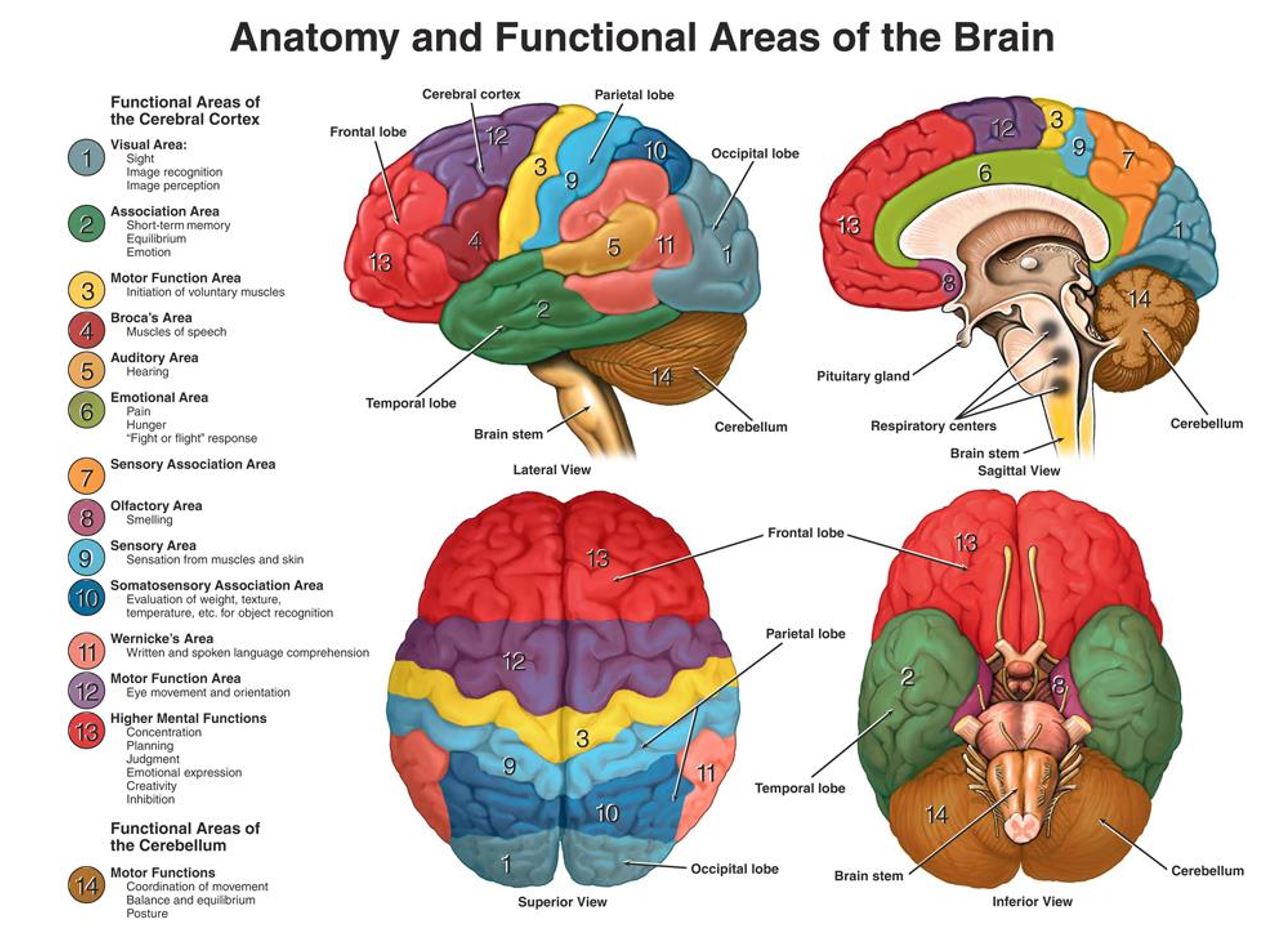 Anatomy and Functional Areas of the Brain
Functional Areas of
the Cerebral Cortex
1
Visual Area:
Sight
Image recognition
Image perception
2
Association Area
Short-term memory
Equilibrium
Emotion
3
Motor Function Area
Initiation of voluntary muscles
4
Broca's Area
Muscles of speech
5
Auditory Area
Hearing
6
Emotional Area
Pain
Hunger
"Fight or flight" response
7
Sensory Association Area
8
Olfactory Area
Smelling
9
Sensory Area
Sensation from muscles and skin
10
Somatosensory Association Area
Evaluation of weight, texture,
temperature, etc. for object recognition
11
Wernicke's Area
Written and spoken language comprehension
12
Motor Function Area
Eye movement and orientation
13
Higher Mental Functions
Concentration
Planning
Judgment
Emotional expression
Creativity
Inhibition
Functional Areas of
the Cerebellum
14
Motor Functions
Coordination of movement
Balance and equilibrium
Posture
Cerebral cortex
Parietal lobe
Frontal lobe
Occipital lobe
12
3
10
9
4
5
11
1
13
2
14
Temporal lobe
Brain stem
Cerebellum
Lateral View
12
3
9
7
6
13
1
8
14
Pituitary gland
Respiratory centers
Cerebellum
Brain stem
Sagittal View
13
12
3
9
11
10
1
Superior View
Frontal lobe
Parietal lobe
Temporal lobe
Occipital lobe
13
2
8
14
Brain stem
Cerebellum
Inferior View